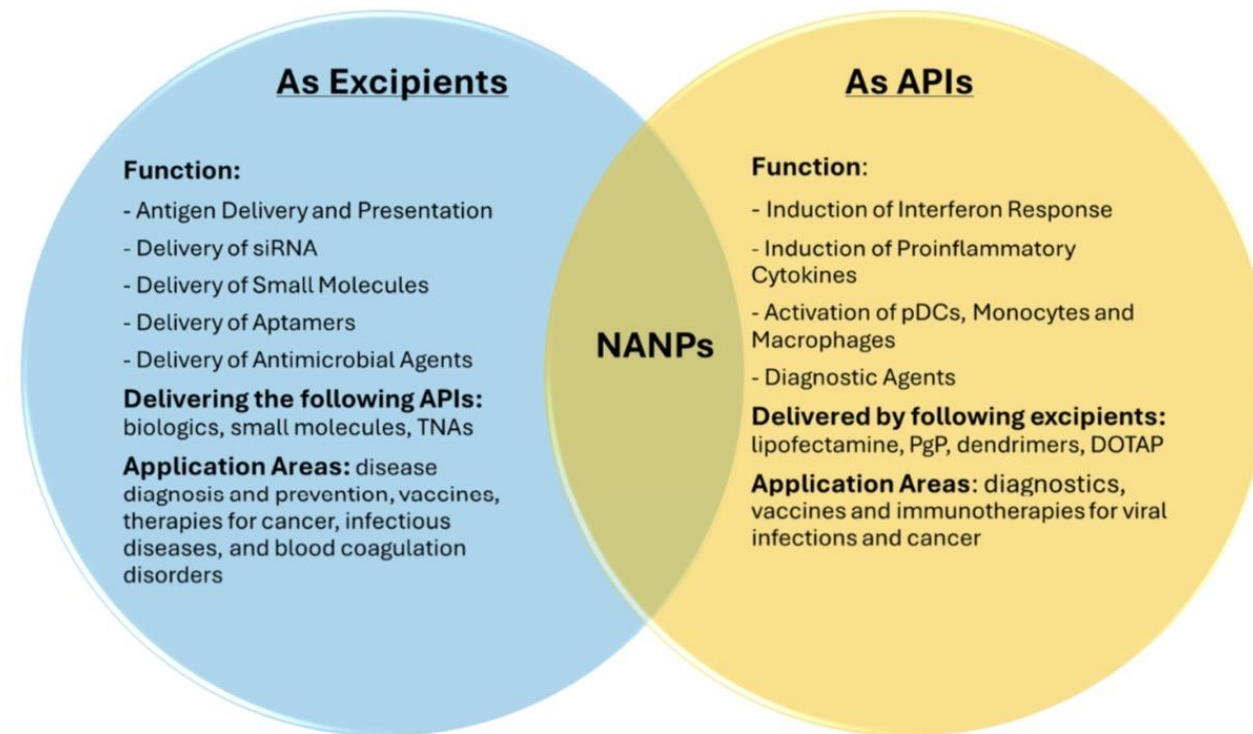 As Excipients
Function:
- Antigen Delivery and Presentation
- Delivery of siRNA
- Delivery of Small Molecules
- Delivery of Aptamers
- Delivery of Antimicrobial Agents
Delivering the following APIs:
biologics, small molecules, TNAs
Application Areas: disease
diagnosis and prevention, vaccines,
therapies for cancer, infectious
diseases, and blood coagulation
disorders
NANPs
As APIs
Function:
- Induction of Interferon Response
- Induction of Proinflammatory
Cytokines
- Activation of pDCs, Monocytes and
Macrophages
- Diagnostic Agents
Delivered by following excipients:
lipofectamine, PgP, dendrimers, DOTAP
Application Areas: diagnostics,
vaccines and immunotherapies for viral
infections and cancer